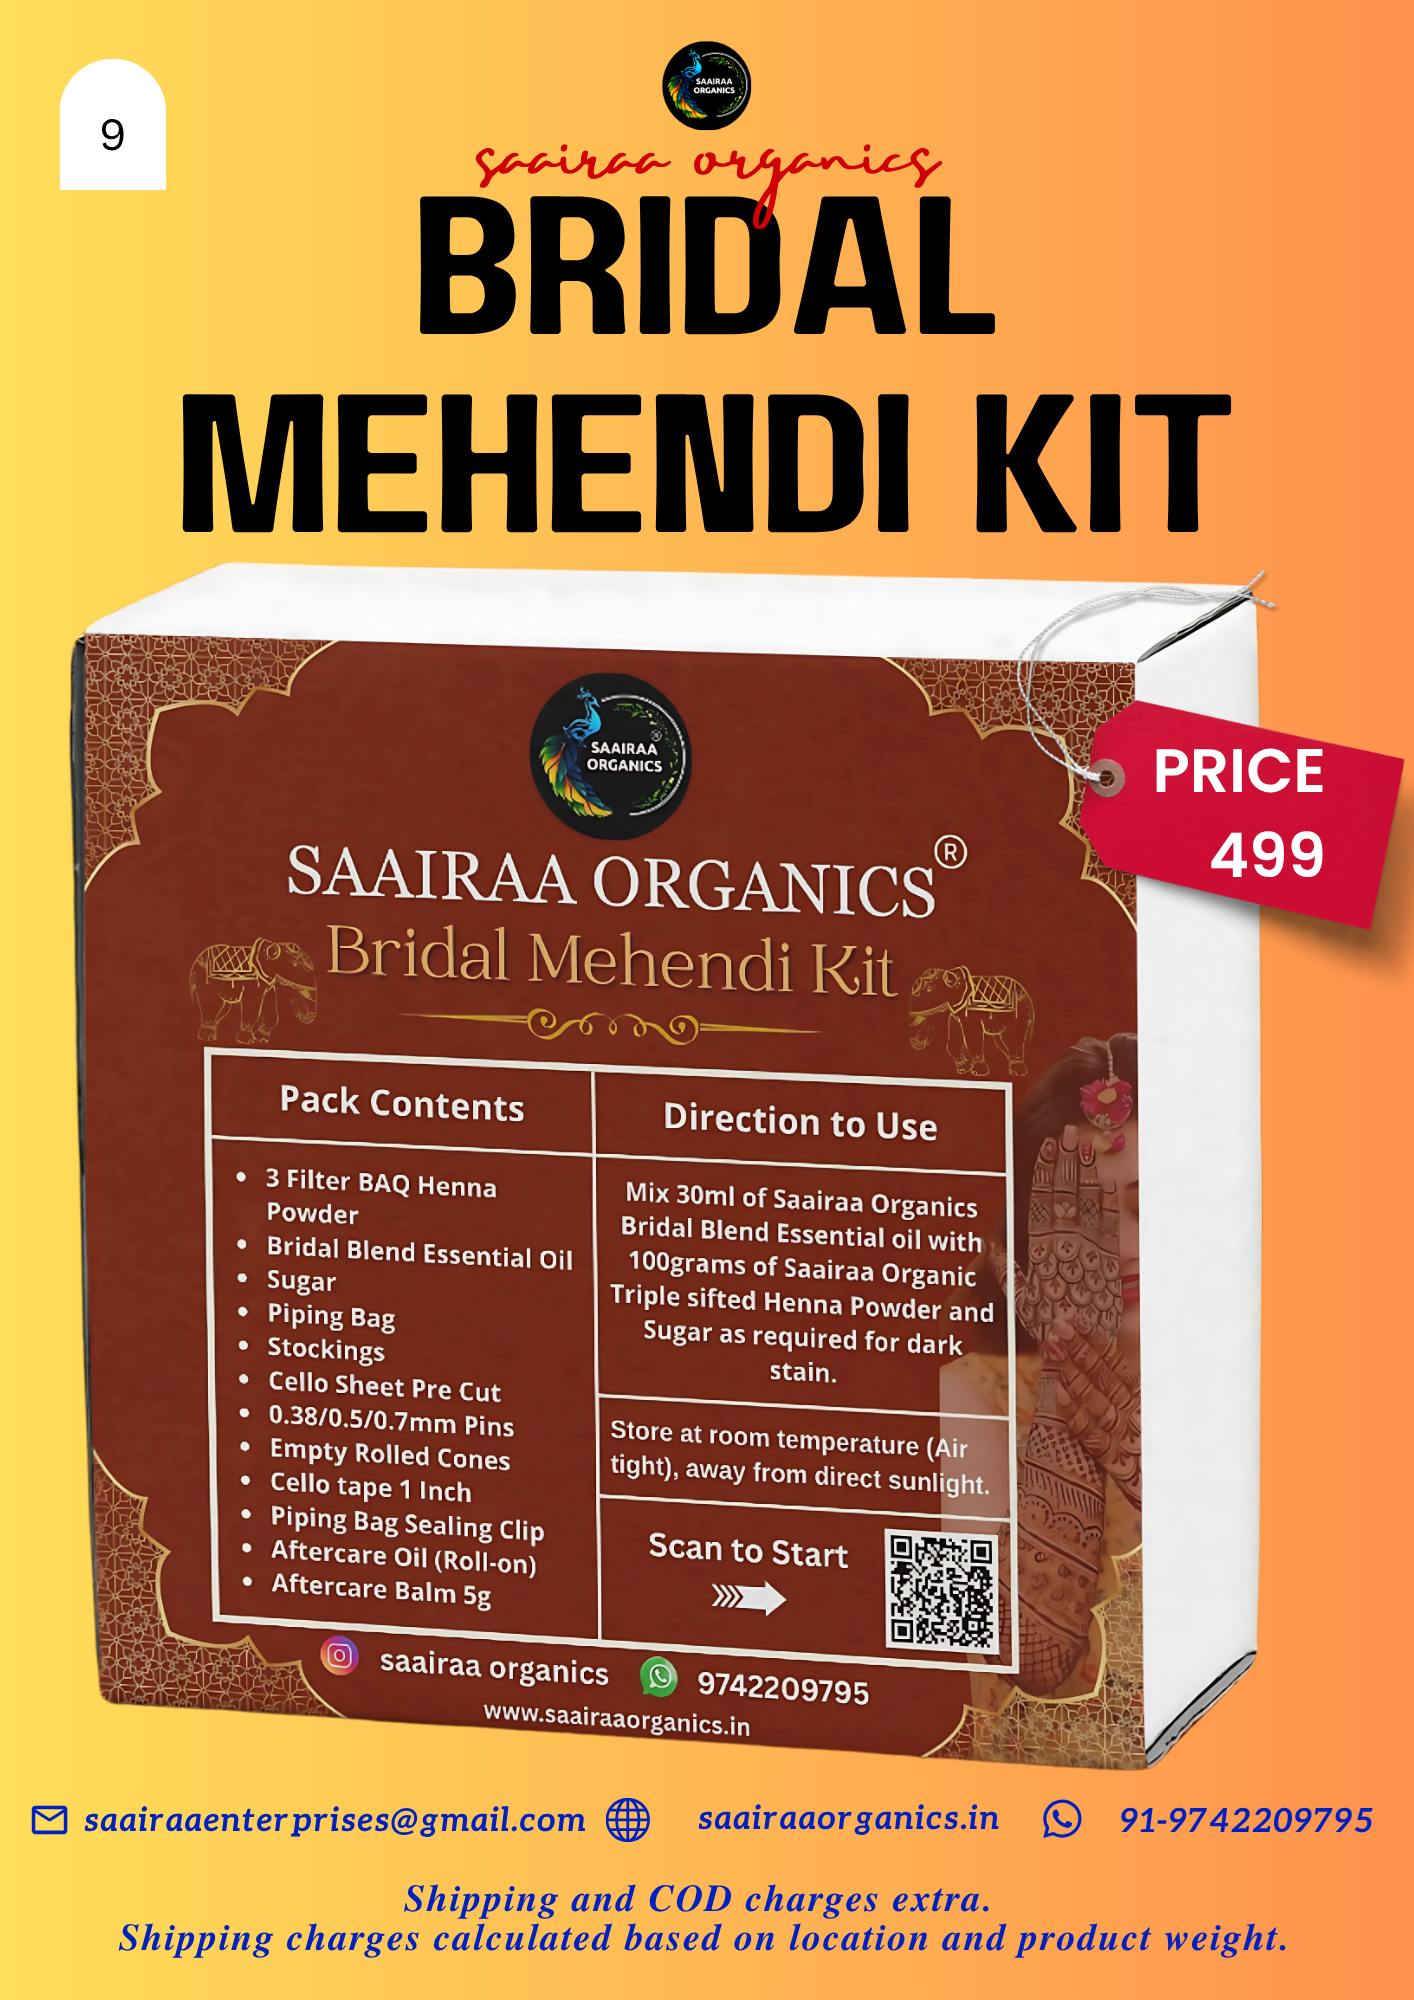 9
SAAIRAA
ORGANICS
saairaa organics
BRIDAL
MEHENDI KIT
PRICE
499
SAAIRAA
®
ORGANICS
SAAIRAA ORGANICS®
Bridal Mehendi Kit
Pack Contents
• 3 Filter BAQ Henna
Powder
• Bridal Blend Essential Oil
• Sugar
• Piping Bag
• Stockings
• Cello Sheet Pre Cut
• 0.38/0.5/0.7mm Pins
• Empty Rolled Cones
• Cello tape 1 Inch
• Piping Bag Sealing Clip
• Aftercare Oil (Roll-on)
• Aftercare Balm 5g
Direction to Use
Mix 30ml of Saairaa Organics
Bridal Blend Essential oil with
100grams of Saairaa Organic
Triple sifted Henna Powder and
Sugar as required for dark
stain.
Store at room temperature (Air
tight), away from direct sunlight.
Scan to Start
saairaa organics 9742209795
www.saairaaorganics.in
saairaaenterprises@gmail.com saairaaorganics.in 91-9742209795
Shipping and COD charges extra.
Shipping charges calculated based on location and product weight.